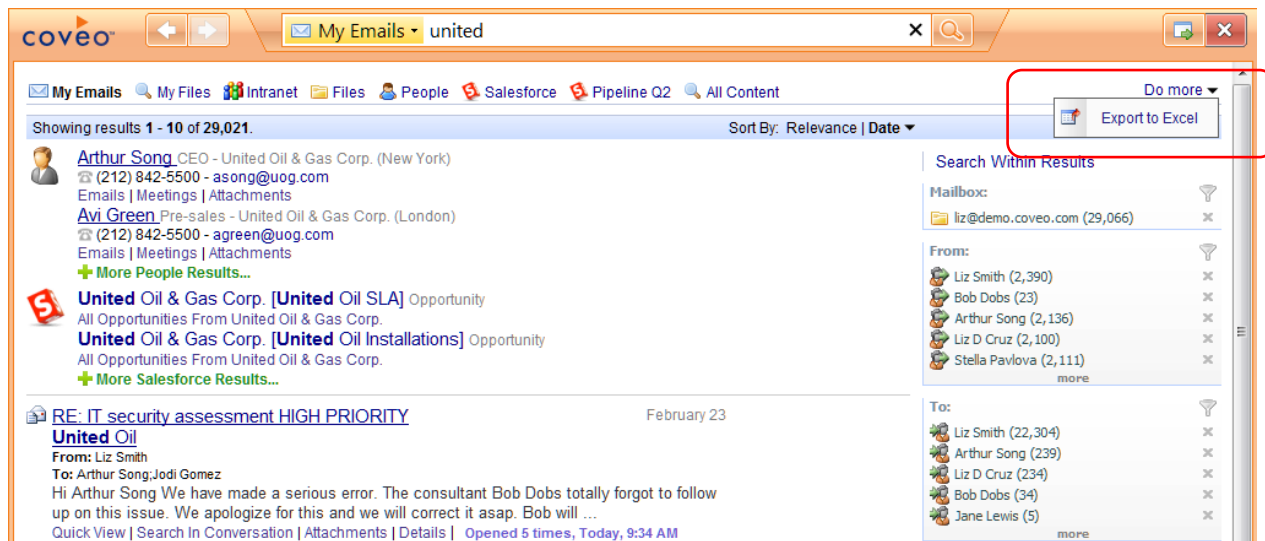 coveo™
My Emails united
My Emails My Files Intranet Files People Salesforce Pipeline Q2 All Content
Do more
Export to Excel
Showing results 1 - 10 of 29,021.
Sort By: Relevance | Date
Arthur Song CEO - United Oil & Gas Corp. (New York)
(212) 842-5500 - asong@uog.com
Emails | Meetings | Attachments
Avi Green Pre-sales - United Oil & Gas Corp. (London)
(212) 842-5500 - agreen@uog.com
Emails | Meetings | Attachments
More People Results...
United Oil & Gas Corp. [United Oil SLA] Opportunity
All Opportunities From United Oil & Gas Corp.
United Oil & Gas Corp. [United Oil Installations] Opportunity
All Opportunities From United Oil & Gas Corp.
More Salesforce Results...
RE: IT security assessment HIGH PRIORITY
February 23
United Oil
From: Liz Smith
To: Arthur Song;Jodi Gomez
Hi Arthur Song We have made a serious error. The consultant Bob Dobs totally forgot to follow
up on this issue. We apologize for this and we will correct it asap. Bob will ...
Quick View | Search In Conversation | Attachments | Details | Opened 5 times, Today, 9:34 AM
Search Within Results
Mailbox:
liz@demo.coveo.com (29,066)
From:
Liz Smith (2,390)
Bob Dobs (23)
Arthur Song (2,136)
Liz D Cruz (2,100)
Stella Pavlova (2,111)
more
To:
Liz Smith (22,304)
Arthur Song (239)
Liz D Cruz (234)
Bob Dobs (34)
Jane Lewis (5)
more